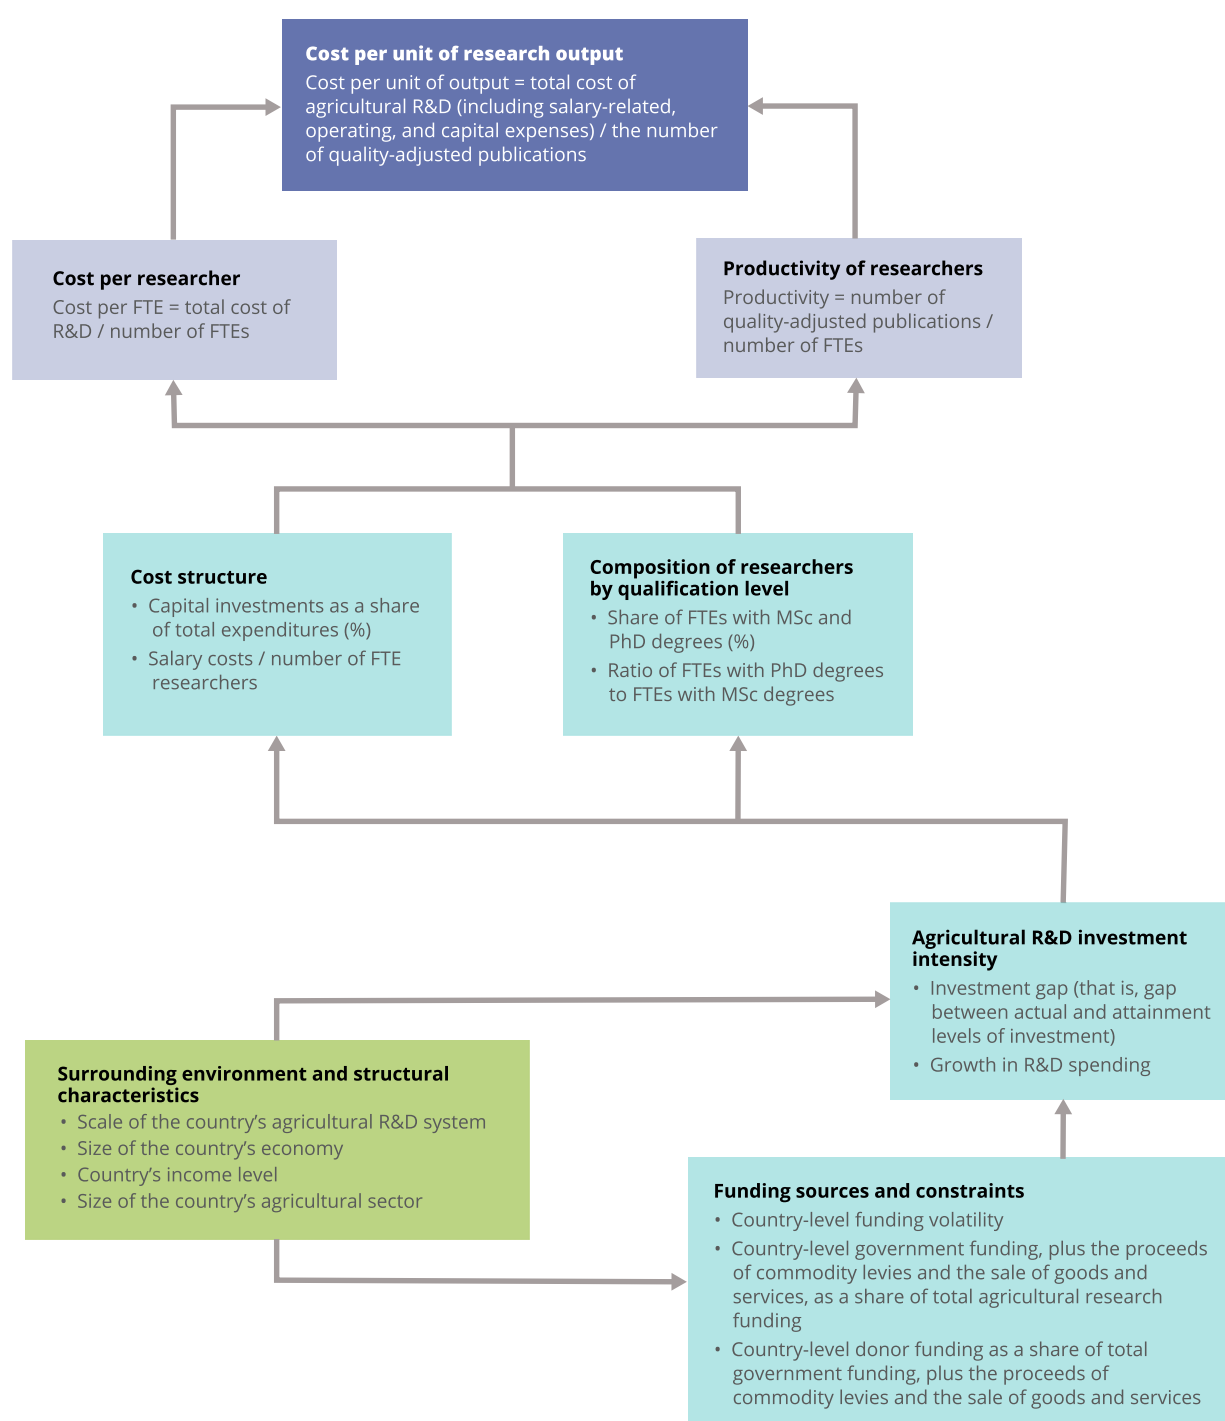 Cost per unit of research output
Cost per unit of output = total cost of
agricultural R&D (including salary-related,
operating, and capital expenses) / the number
of quality-adjusted publications
Cost per researcher
Cost per FTE = total cost of
R&D / number of FTEs
Productivity of researchers
Productivity = number of
quality-adjusted publications /
number of FTEs
Cost structure
• Capital investments as a share
of total expenditures (%)
• Salary costs / number of FTE
researchers
Composition of researchers
by qualification level
• Share of FTEs with MSc and
PhD degrees (%)
• Ratio of FTEs with PhD degrees
to FTEs with MSc degrees
Agricultural R&D investment
intensity
• Investment gap (that is, gap
between actual and attainment
levels of investment)
• Growth in R&D spending
Surrounding environment and structural
characteristics
• Scale of the country’s agricultural R&D system
• Size of the country’s economy
• Country’s income level
• Size of the country’s agricultural sector
Funding sources and constraints
• Country-level funding volatility
• Country-level government funding, plus the proceeds
of commodity levies and the sale of goods and
services, as a share of total agricultural research
funding
• Country-level donor funding as a share of total
government funding, plus the proceeds of
commodity levies and the sale of goods and services